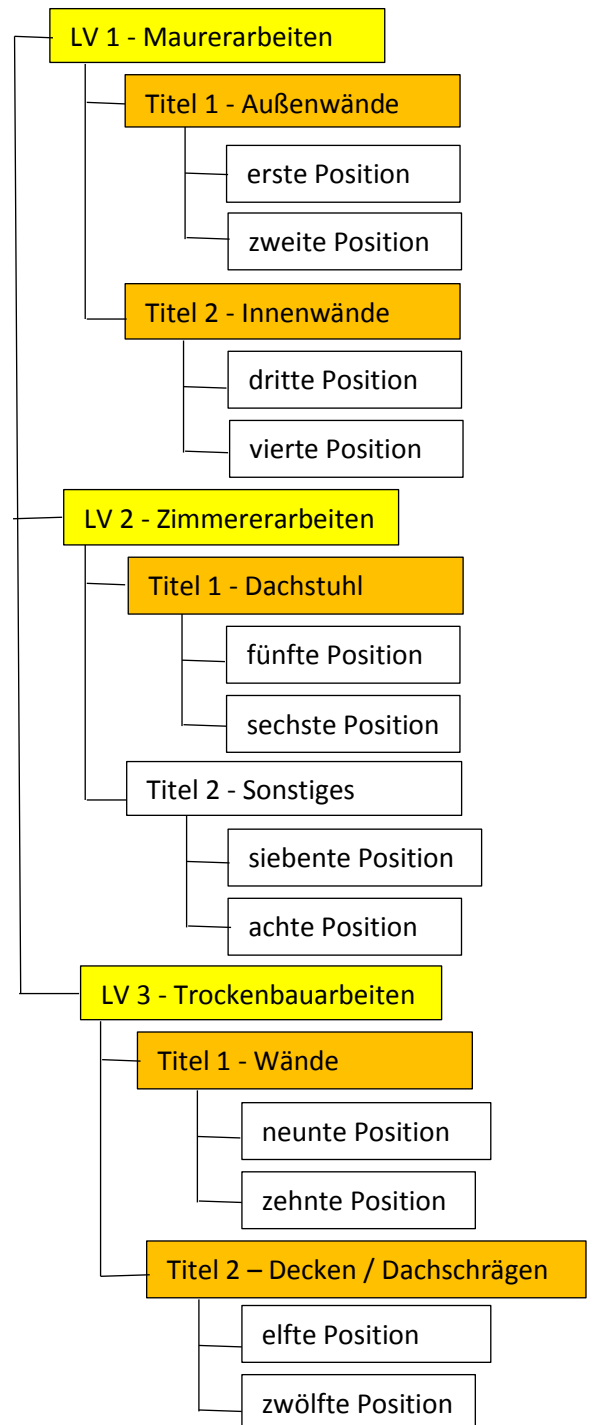 LV 1 - Maurerarbeiten
Titel 1 - Außenwände
erste Position
zweite Position
Titel 2 - Innenwände
dritte Position
vierte Position
LV 2 - Zimmererarbeiten
Titel 1 - Dachstuhl
fünfte Position
sechste Position
Titel 2 - Sonstiges
siebente Position
achte Position
LV 3 - Trockenbauarbeiten
Titel 1 - Wände
neunte Position
zehnte Position
Titel 2 – Decken / Dachschrägen
elfte Position
zwölfte Position